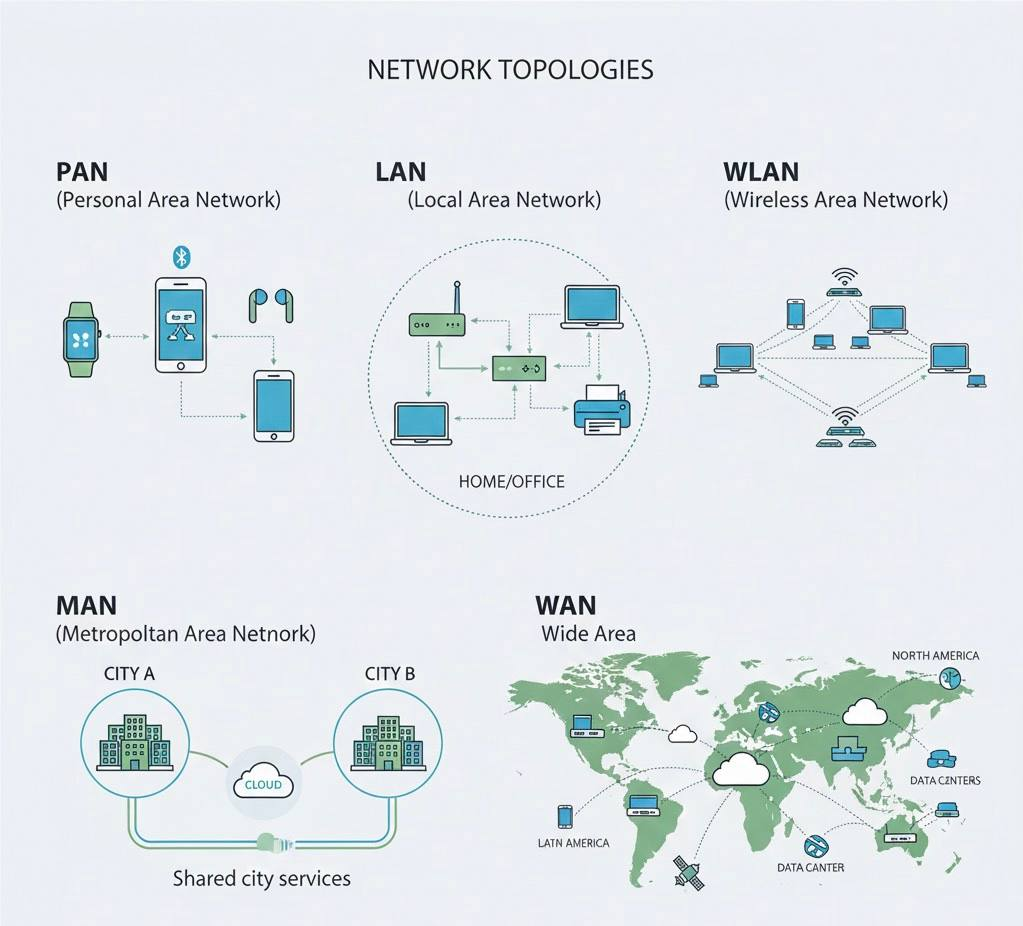 NETWORK TOPOLOGIES
PAN
(Personal Area Network)
LAN
(Local Area Network)
WLAN
(Wireless Area Network)
HOME/OFFICE
MAN
(Metropoltan Area Netnork)
CITY A
CITY B
CLOUD
Shared city services
WAN
Wide Area
NORTH AMERICA
DATA CZNTERS
LATN AMERICA
DATA CANTER